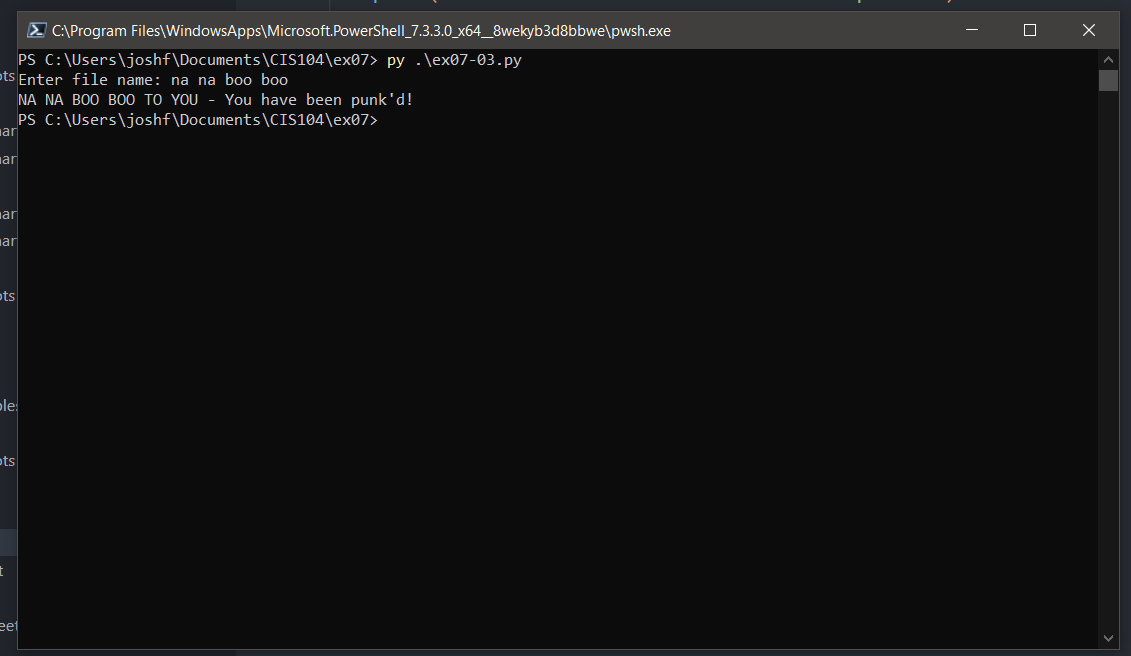 C:\Program Files\WindowsApps\Microsoft.PowerShell_7.3.3.0_x64__8wekyb3d8bbwe\pwsh.exe
PS C:\Users\joshf\Documents\CIS104\ex07> py .\ex07-03.py
Enter file name: na na boo boo
NA NA BOO BOO TO YOU - You have been punk'd!
PS C:\Users\joshf\Documents\CIS104\ex07>